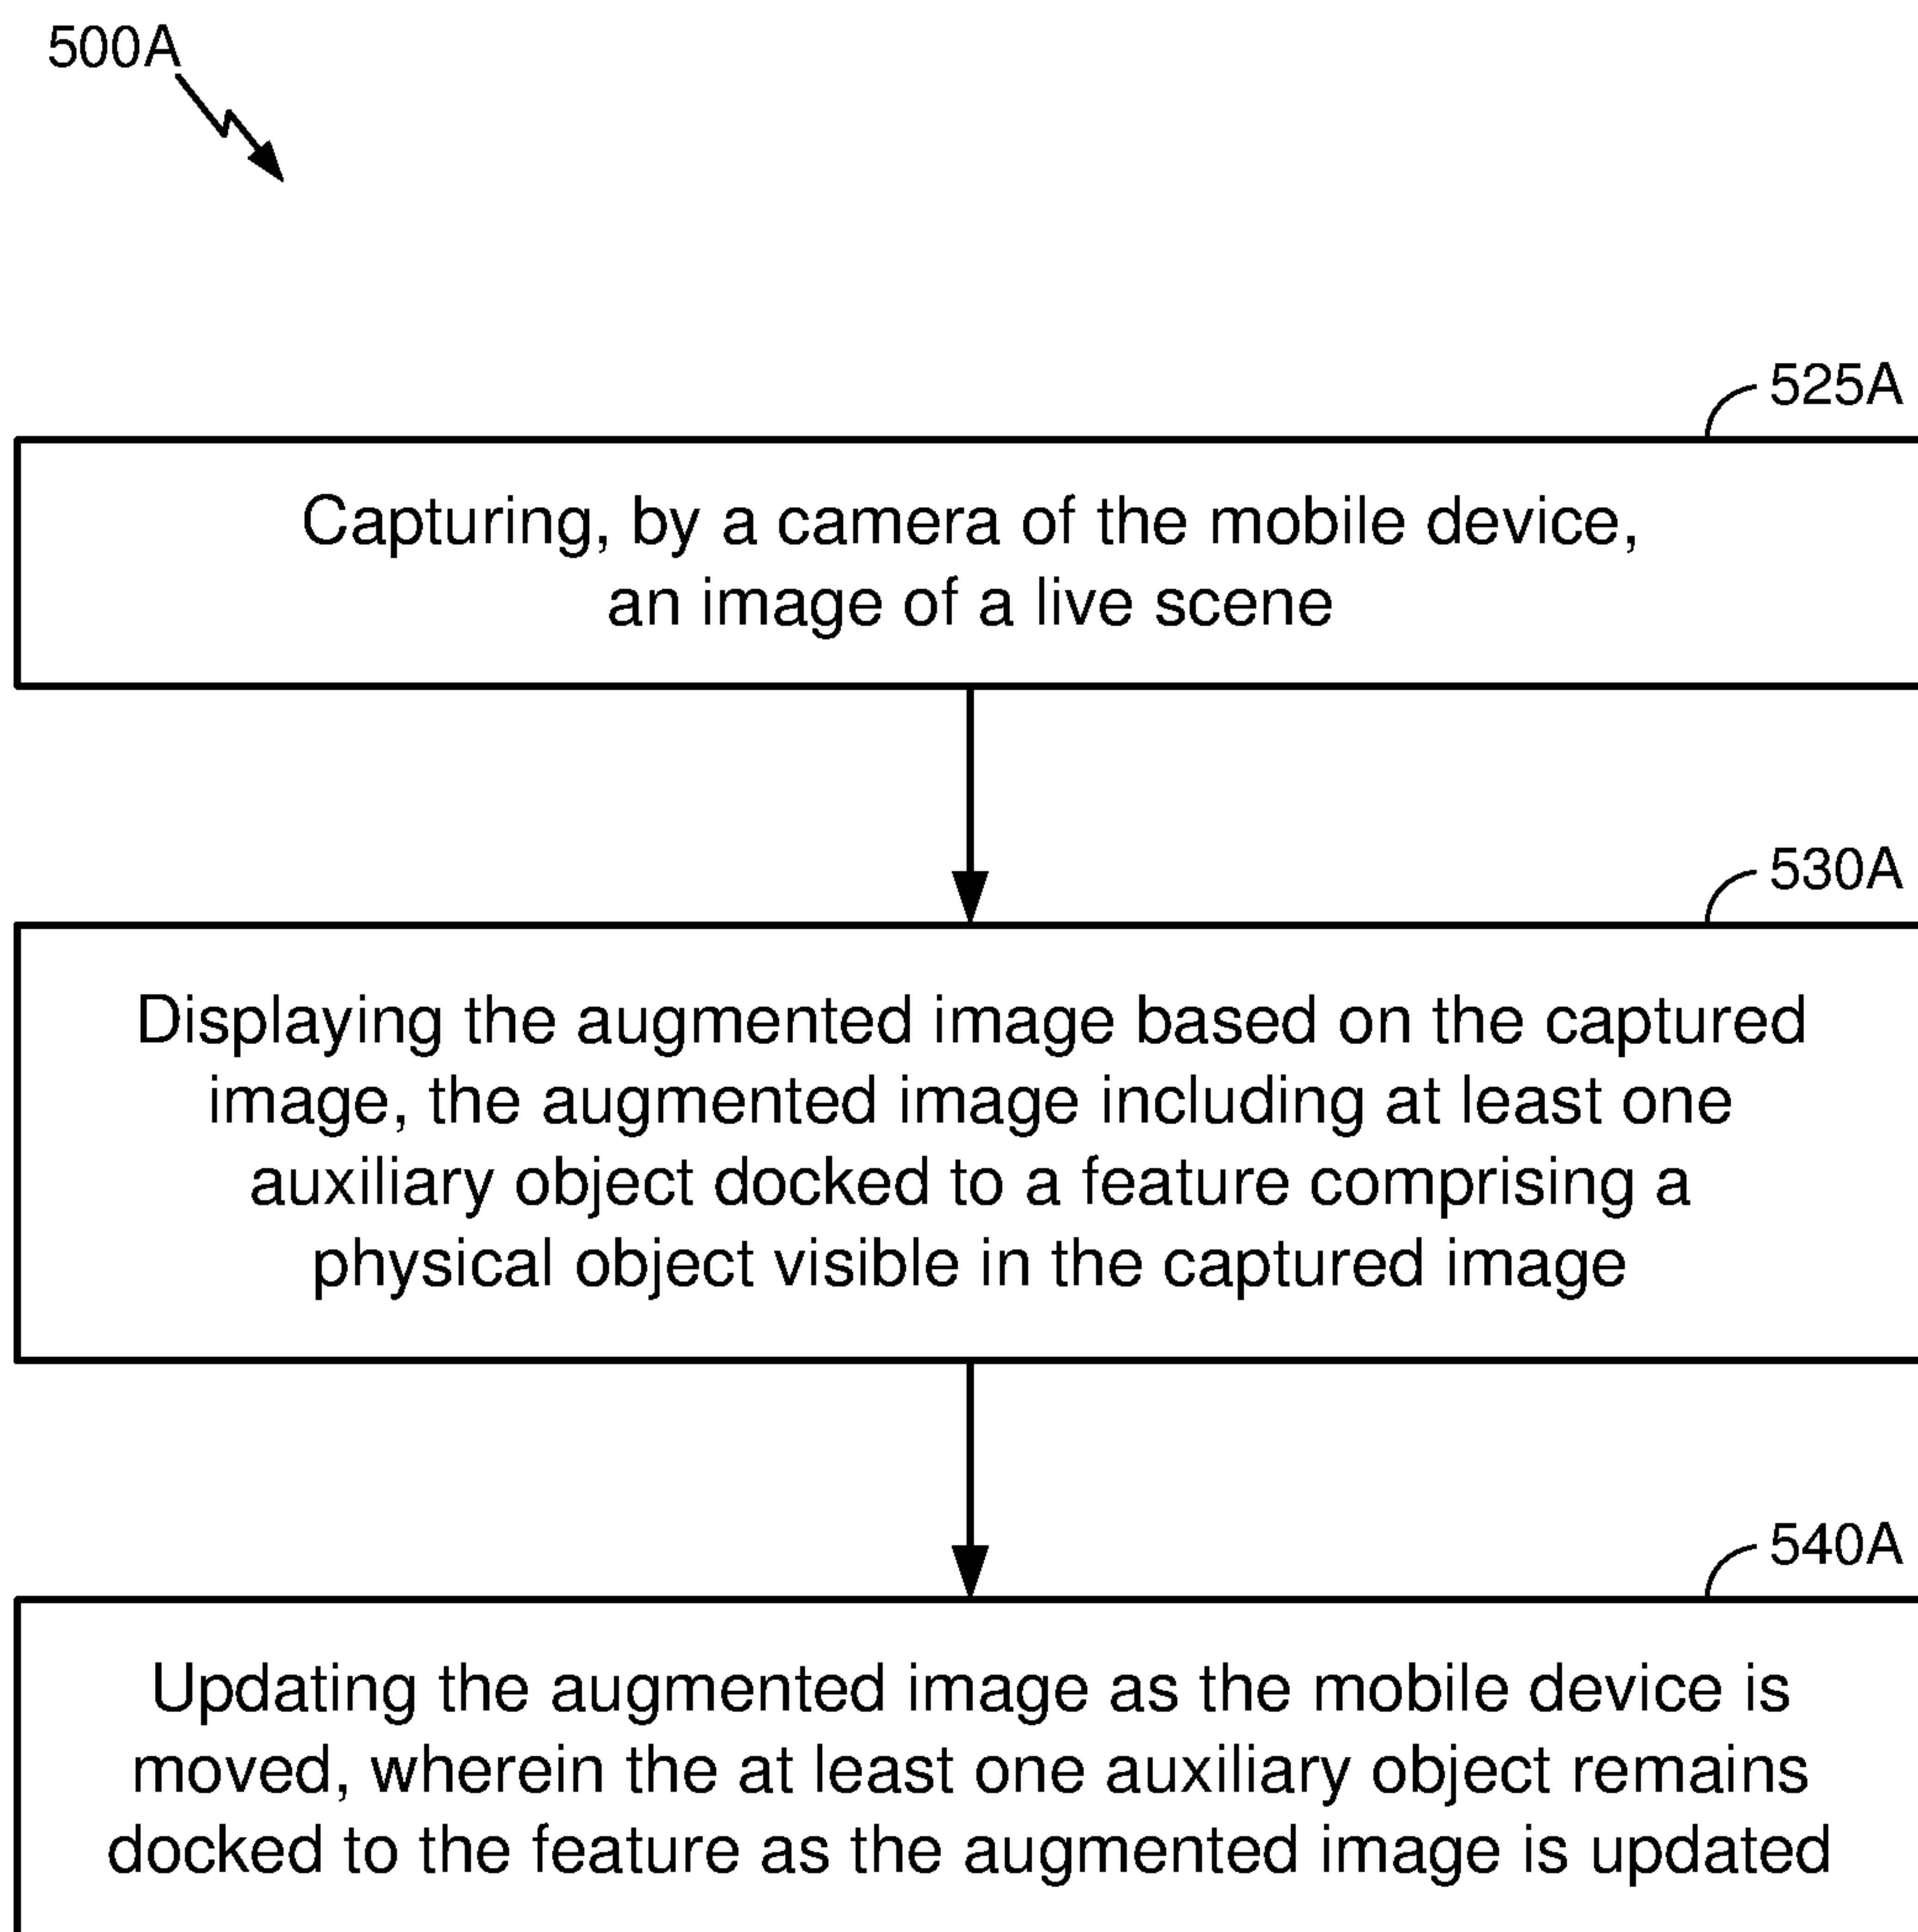 500A
525A
Capturing, by a camera of the mobile device,
an image of a live scene
530A
Displaying the augmented image based on the captured
image, the augmented image including at least one
auxiliary object docked to a feature comprising a
physical object visible in the captured image
540A
Updating the augmented image as the mobile device is
moved, wherein the at least one auxiliary object remains
docked to the feature as the augmented image is updated